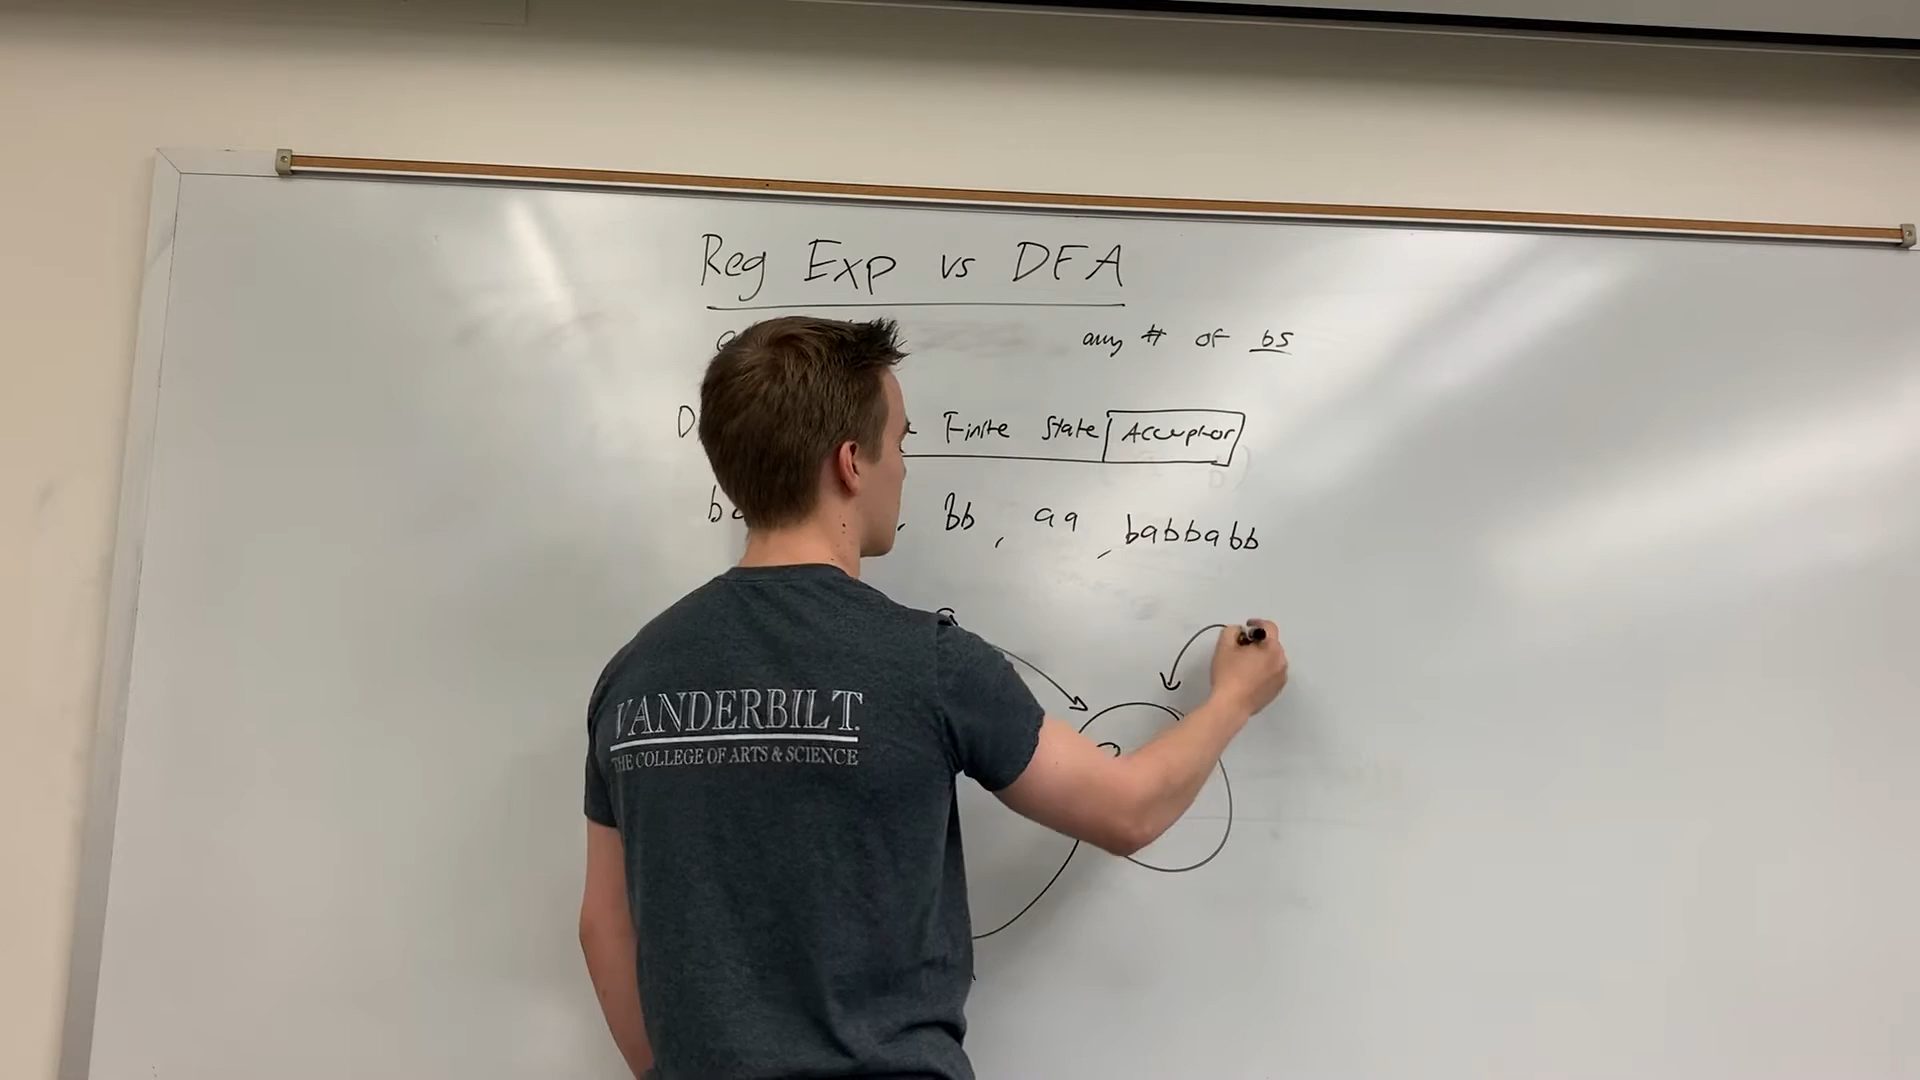 Reg Exp vs DFA
any # of bs
Finite State Acceptor
, bb , aa , babbabb
VANDERBILT
THE COLLEGE OF ARTS & SCIENCE